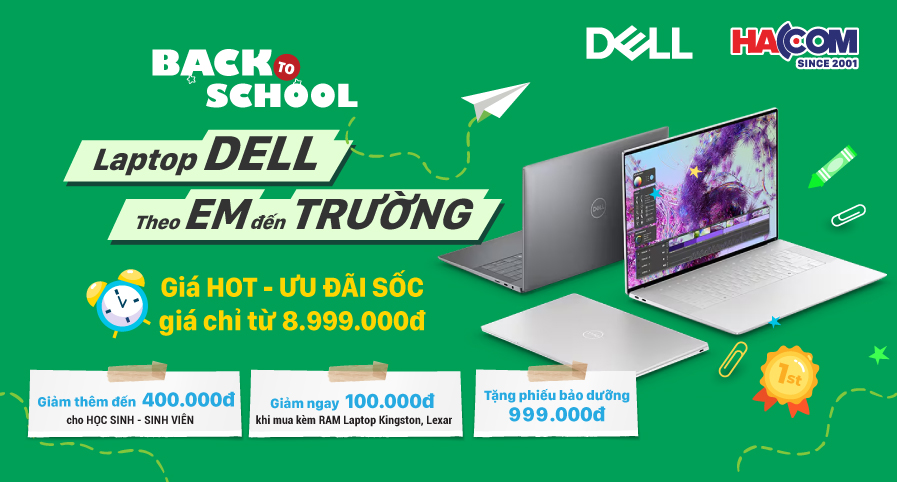 BACK TO
SCHOOL
DELL
HACOM
SINCE 2001
Laptop DELL
Theo EM đến TRƯỜNG
Giá HOT - ƯU ĐÃI SỐC
giá chỉ từ 8.999.000đ
Giảm thêm đến 400.000đ
cho HỌC SINH - SINH VIÊN
Giảm ngay 100.000đ
khi mua kèm RAM Laptop Kingston, Lexar
Tặng phiếu bảo dưỡng
999.000đ
DELL
DELL
1st